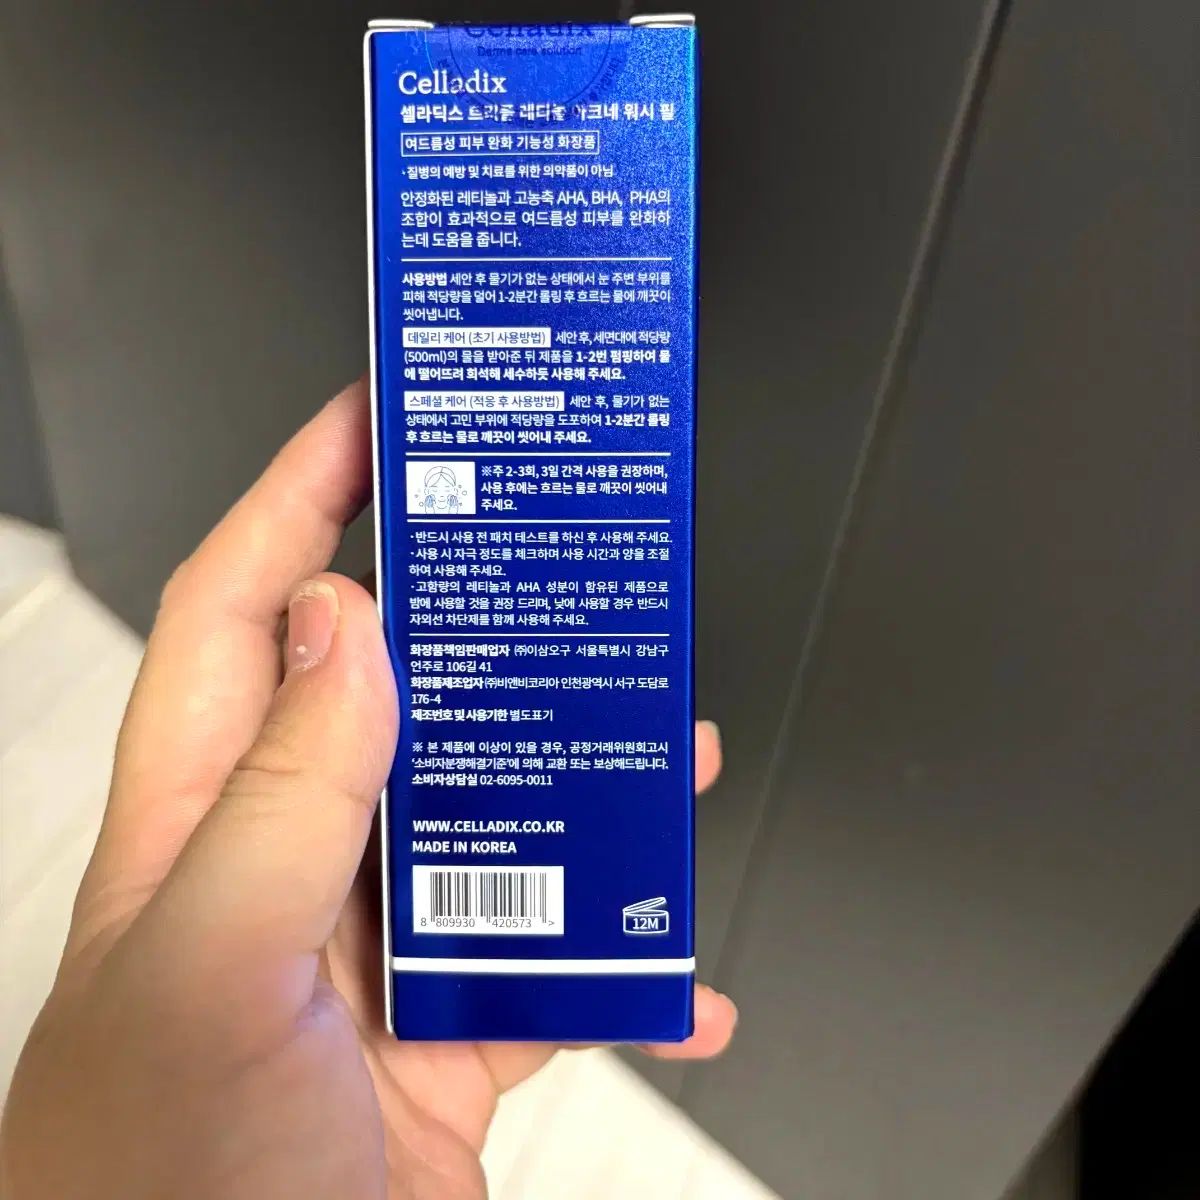 Celladix
Derma care solution
Celladix
셀라딕스 트리플 레티놀 아크네 워시 필
여드름성 피부 완화 기능성 화장품
·질병의 예방 및 치료를 위한 의약품이 아님
안정화된 레티놀과 고농축 AHA, BHA, PHA의
조합이 효과적으로 여드름성 피부를 완화하
는데 도움을 줍니다.
사용방법 세안 후 물기가 없는 상태에서 눈 주변 부위를
피해 적당량을 덜어 1-2분간 롤링 후 흐르는 물에 깨끗이
씻어냅니다.
데일리 케어 (초기 사용방법) 세안 후, 세면대에 적당량
(500ml)의 물을 받아준 뒤 제품을 1-2번 펌핑하여 물
에 떨어뜨려 희석해 세수하듯 사용해 주세요.
스페셜 케어 (적응 후 사용방법) 세안 후, 물기가 없는
상태에서 고민 부위에 적당량을 도포하여 1-2분간 롤링
후 흐르는 물로 깨끗이 씻어내 주세요.
※주 2-3회, 3일 간격 사용을 권장하며,
사용 후에는 흐르는 물로 깨끗이 씻어내
주세요.
·반드시 사용 전 패치 테스트를 하신 후 사용해 주세요.
·사용 시 자극 정도를 체크하며 사용 시간과 양을 조절
하여 사용해 주세요.
·고함량의 레티놀과 AHA 성분이 함유된 제품으로
밤에 사용할 것을 권장 드리며, 낮에 사용할 경우 반드시
자외선 차단제를 함께 사용해 주세요.
화장품책임판매업자 ㈜이삼오구 서울특별시 강남구
언주로 106길 41
화장품제조업자 ㈜비앤비코리아 인천광역시 서구 도담로
176-4
제조번호 및 사용기한 별도표기
※ 본 제품에 이상이 있을 경우, 공정거래위원회고시
‘소비자분쟁해결기준’에 의해 교환 또는 보상해드립니다.
소비자상담실 02-6095-0011
WWW.CELLADIX.CO.KR
MADE IN KOREA
8 809930 420573 >
12M